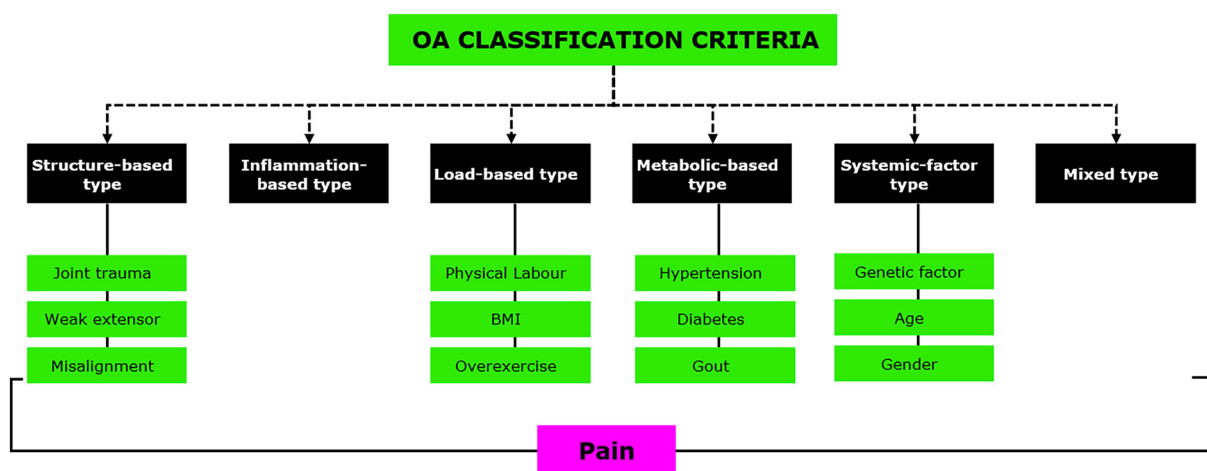 OA CLASSIFICATION CRITERIA
Structure-based
type
Inflammation-
based type
Load-based type
Metabolic-based
type
Systemic-factor
type
Mixed type
Joint trauma
Weak extensor
Misalignment
Physical Labour
BMI
Overexercise
Hypertension
Diabetes
Gout
Genetic factor
Age
Gender
Pain